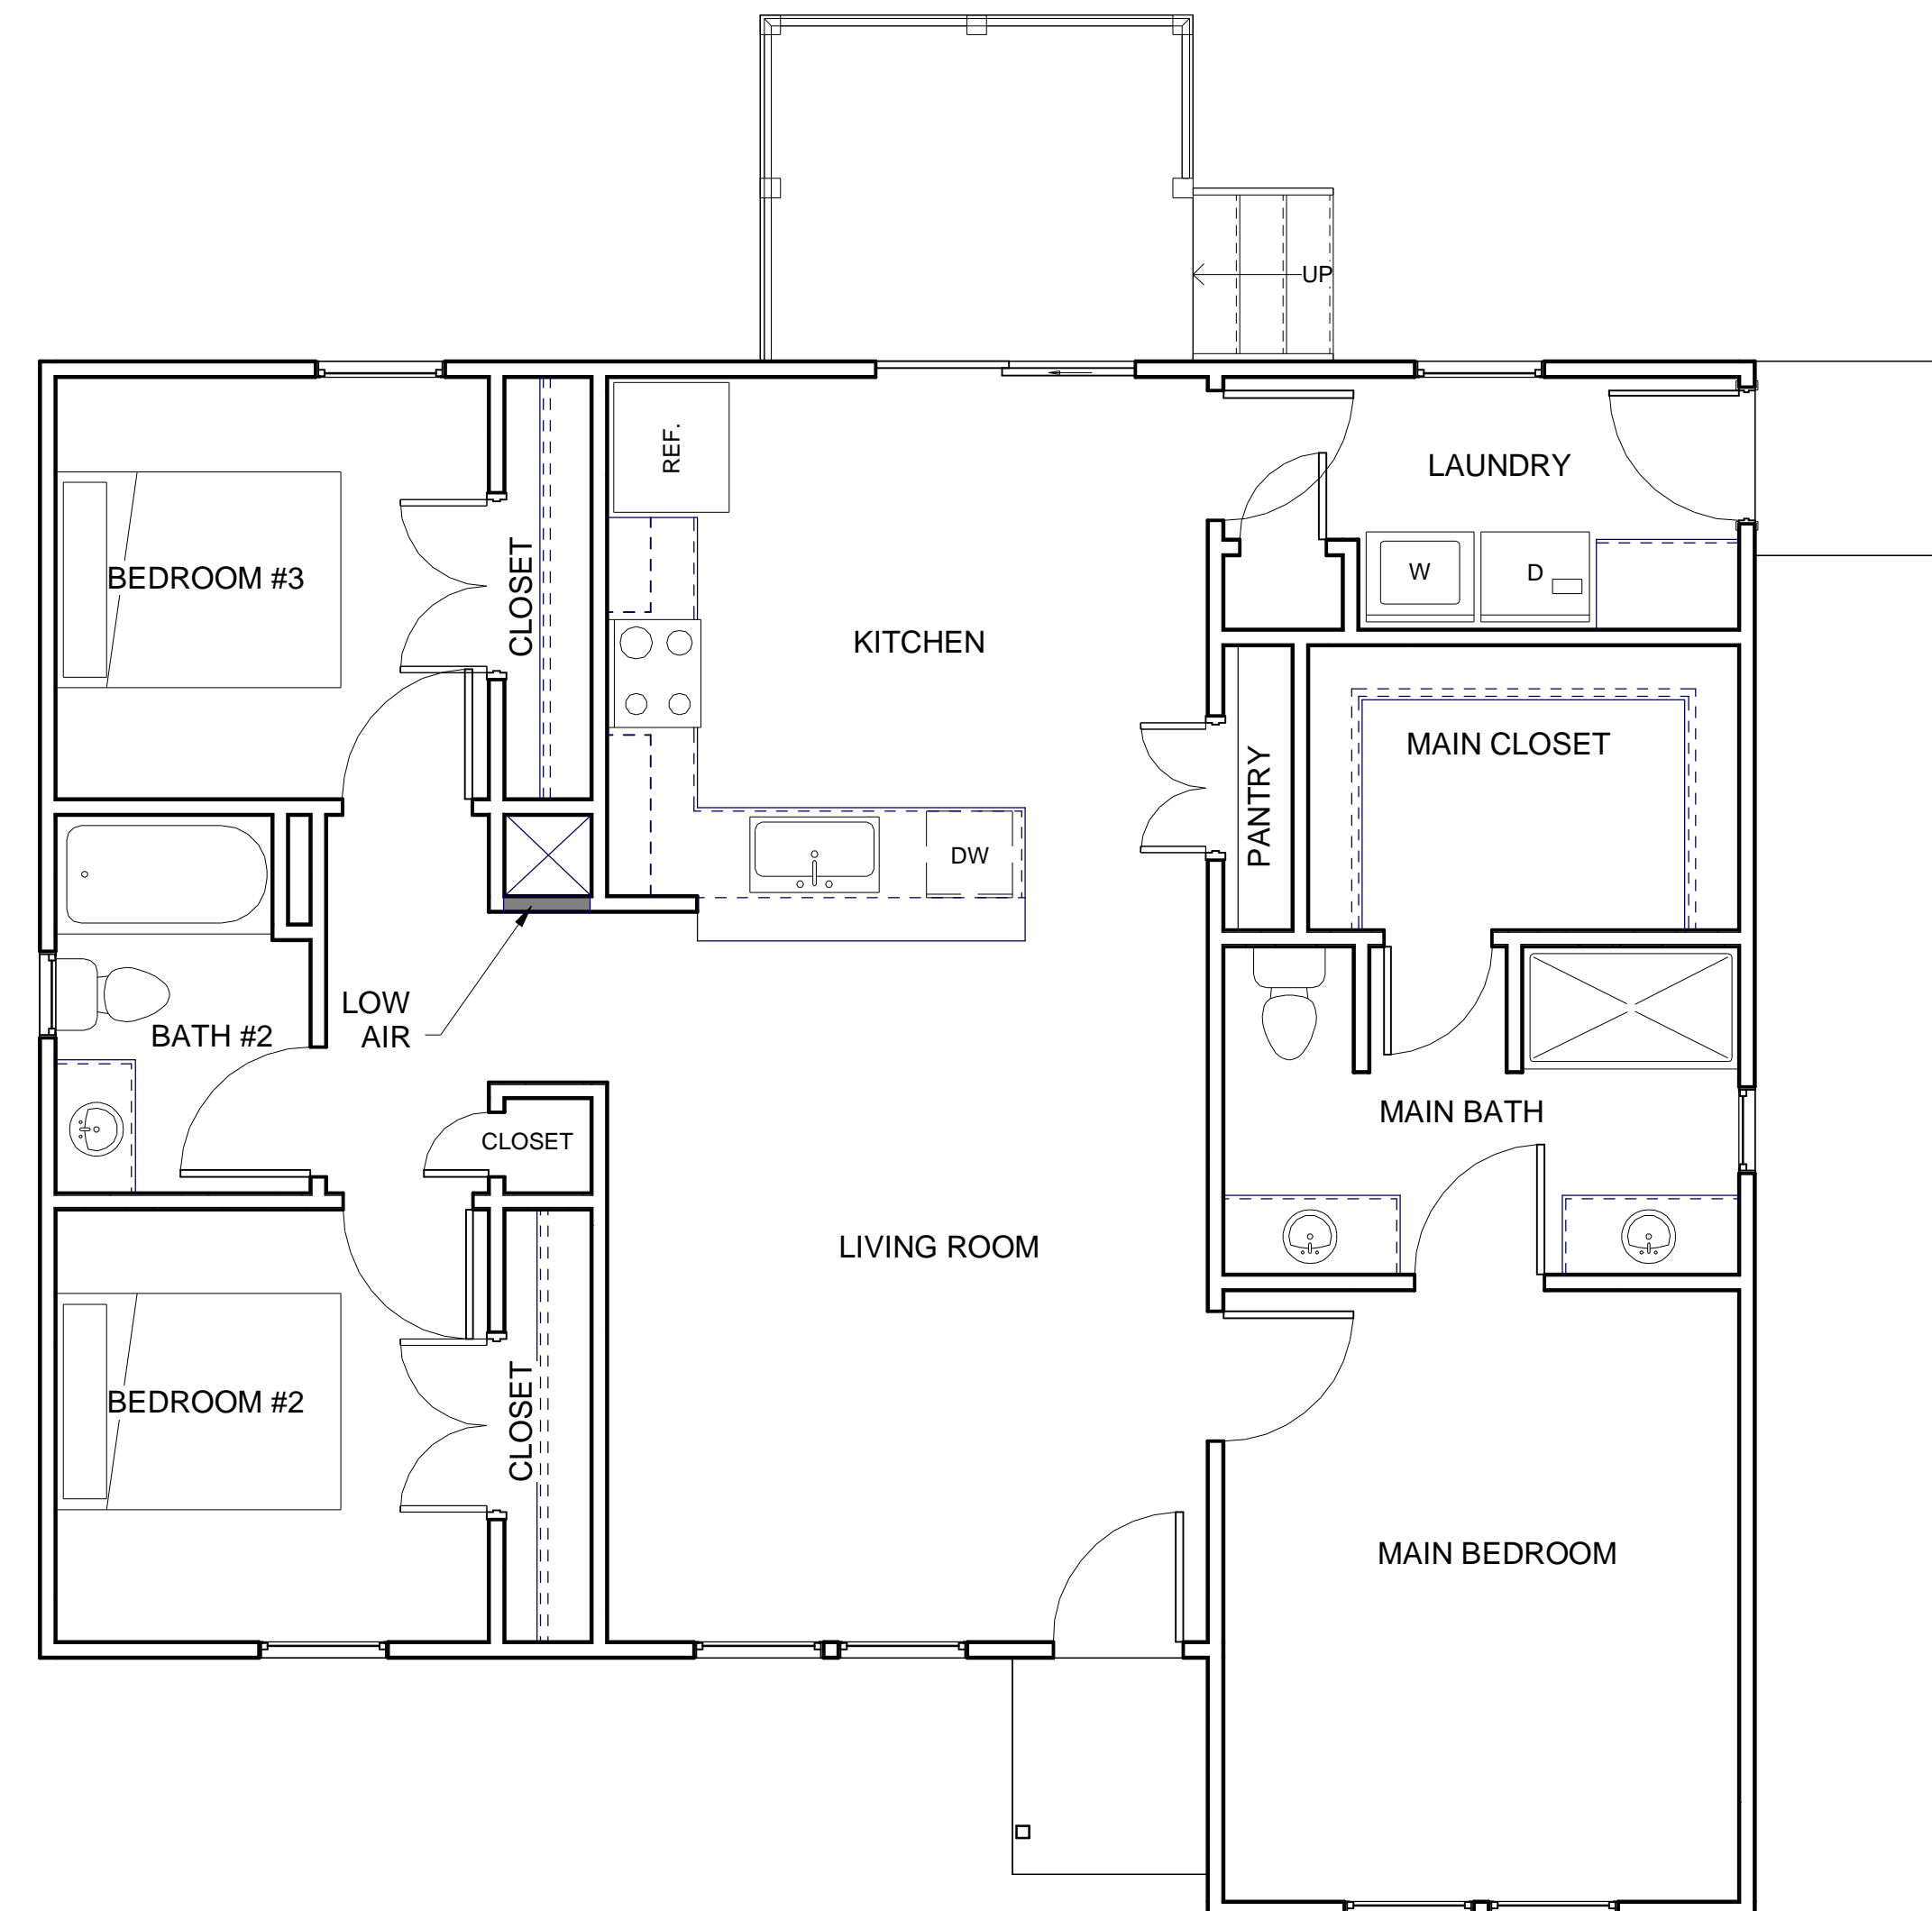 UP
REF.
LAUNDRY
W
D
BEDROOM #3
CLOSET
KITCHEN
MAIN CLOSET
PANTRY
DW
LOW
AIR
BATH #2
MAIN BATH
CLOSET
LIVING ROOM
BEDROOM #2
CLOSET
MAIN BEDROOM